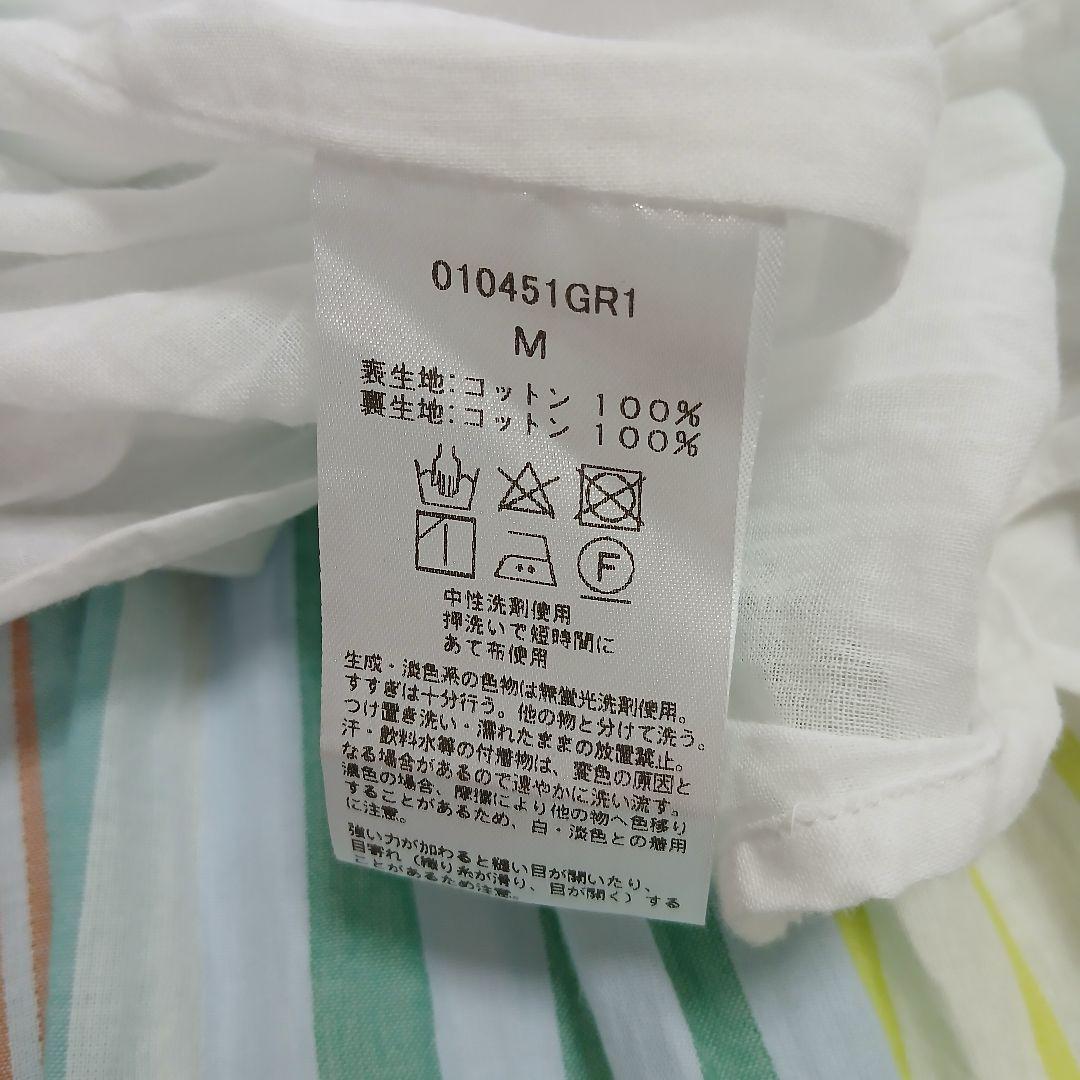 010451GR1
M
表生地:コットン 100%
裏生地:コットン 100%
F
中性洗剤使用
押洗いで短時間に
あて布使用
生成・淡色系の色物は無蛍光洗剤使用。
すすぎは十分行う。他の物と分けて洗う。
つけ置き洗い・濡れたままの放置禁止。
汗・飲料水等の付着物は、変色の原因と
なる場合があるので速やかに洗い流す。
濃色の場合、摩擦により他の物へ色移り
することがあるため、白・淡色との着用
に注意。
強い力が加わると縫い目が開いたり、
目寄れ(織り糸が滑り、目が開く)する
ことがあるため注意。